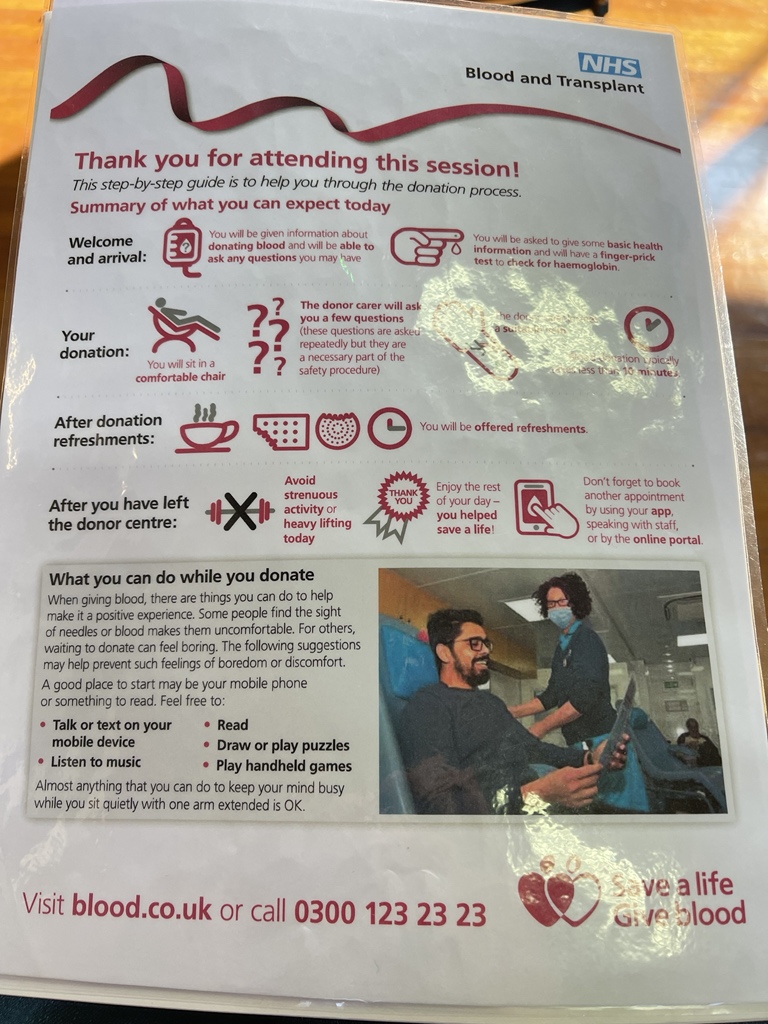 NHS
Blood and Transplant
Thank you for attending this session!
This step-by-step guide is to help you through the donation process.
Summary of what you can expect today
Welcome
and arrival:
You will be given information about
donating blood and will be able to
ask any questions you may have
You will be asked to give some basic health
information and will have a finger-prick
test to check for haemoglobin.
Your
donation:
You will sit in a
comfortable chair
The donor carer will ask
you a few questions
(these questions are asked
repeatedly but they are
a necessary part of the
safety procedure)
the
a
typically
less than 10 minutes
After donation
refreshments:
You will be offered refreshments.
After you have left
the donor centre:
Avoid
strenuous
activity or
heavy lifting
today
THANK
YOU
Enjoy the rest
of your day –
you helped
save a life!
Don't forget to book
another appointment
by using your app,
speaking with staff,
or by the online portal.
What you can do while you donate
When giving blood, there are things you can do to help
make it a positive experience. Some people find the sight
of needles or blood makes them uncomfortable. For others,
waiting to donate can feel boring. The following suggestions
may help prevent such feelings of boredom or discomfort.
A good place to start may be your mobile phone
or something to read. Feel free to:
• Talk or text on your
mobile device
• Listen to music
• Read
• Draw or play puzzles
• Play handheld games
Almost anything that you can do to keep your mind busy
while you sit quietly with one arm extended is OK.
Visit blood.co.uk or call 0300 123 23 23
Save a life
Give blood